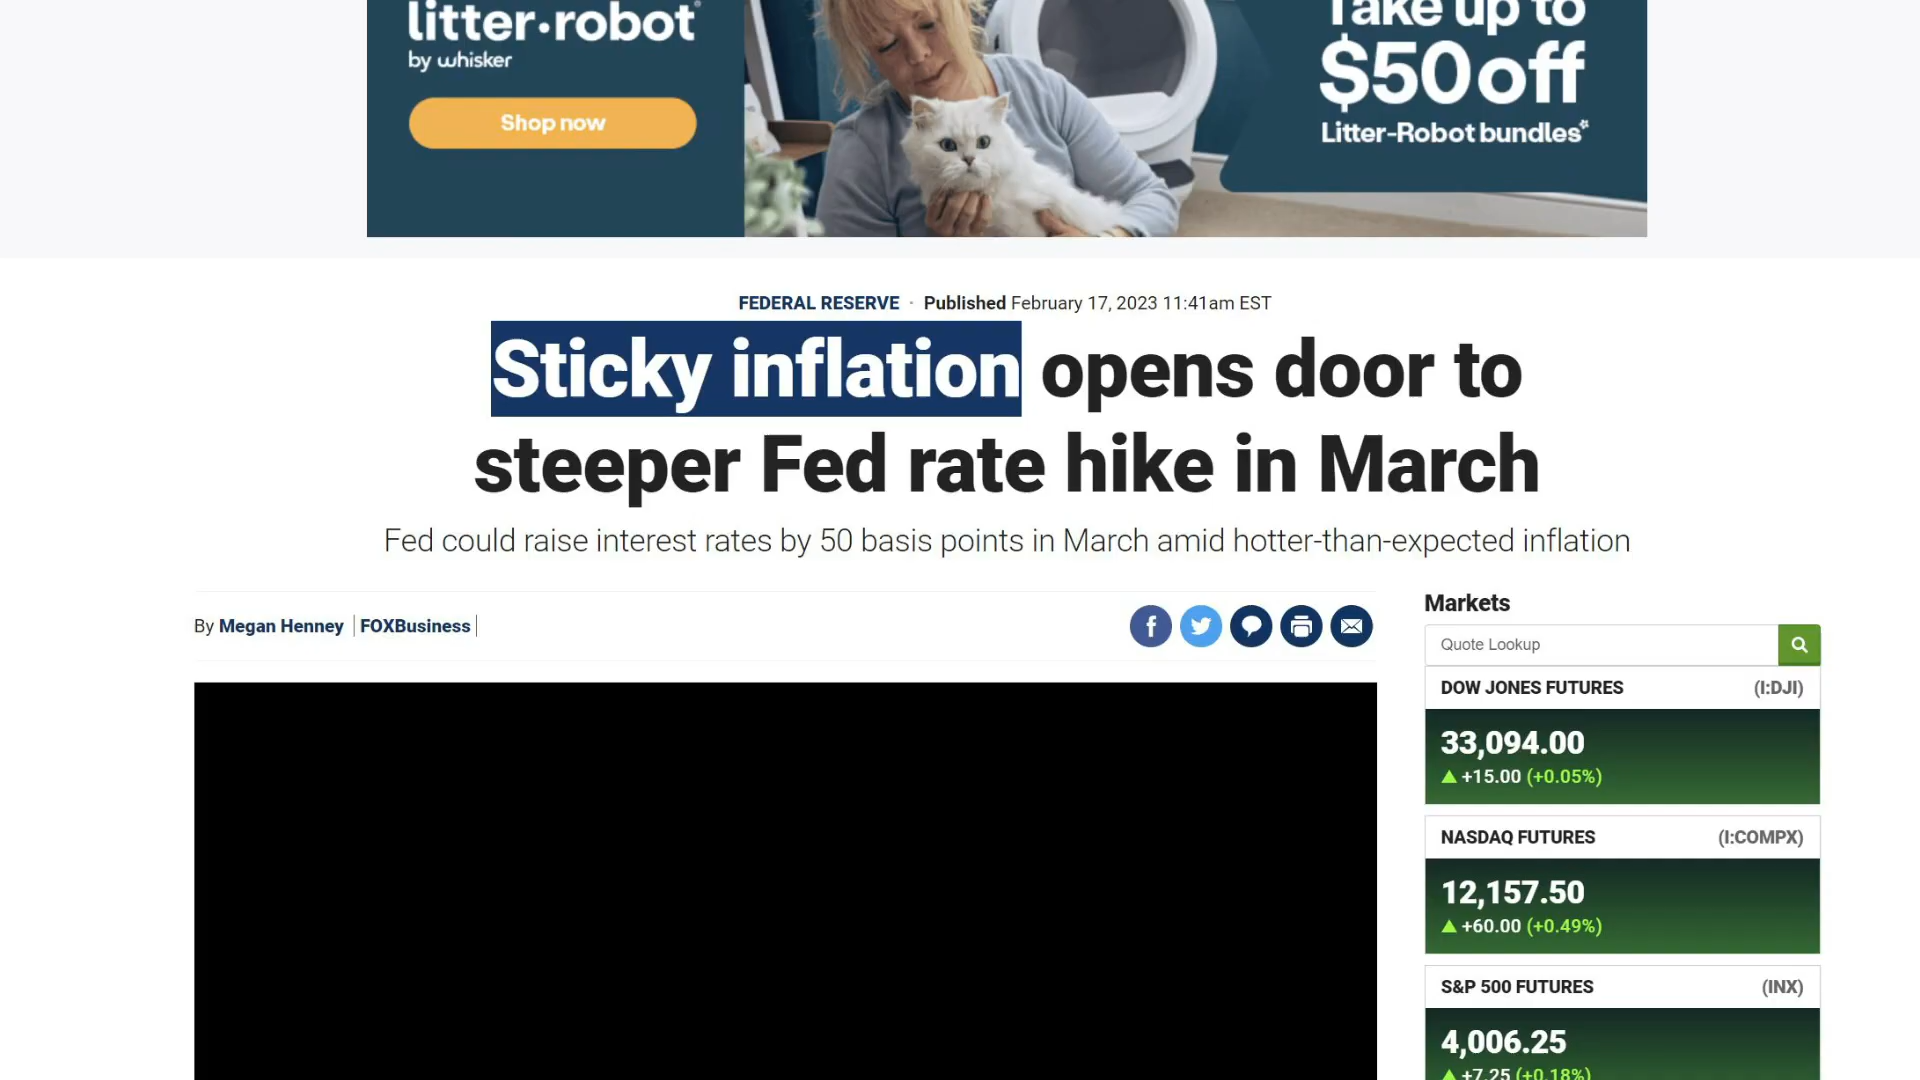 litter-robot®
by whisker
Shop now
Take up to
$50 off
Litter-Robot bundles*
FEDERAL RESERVE · Published February 17, 2023 11:41am EST
Sticky inflation opens door to
steeper Fed rate hike in March
Fed could raise interest rates by 50 basis points in March amid hotter-than-expected inflation
By Megan Henney | FOXBusiness |
Markets
Quote Lookup
DOW JONES FUTURES (I:DJI)
33,094.00
▲ +15.00 (+0.05%)
NASDAQ FUTURES (I:COMPX)
12,157.50
▲ +60.00 (+0.49%)
S&P 500 FUTURES (INX)
4,006.25
▲ +7.25 (+0.18%)